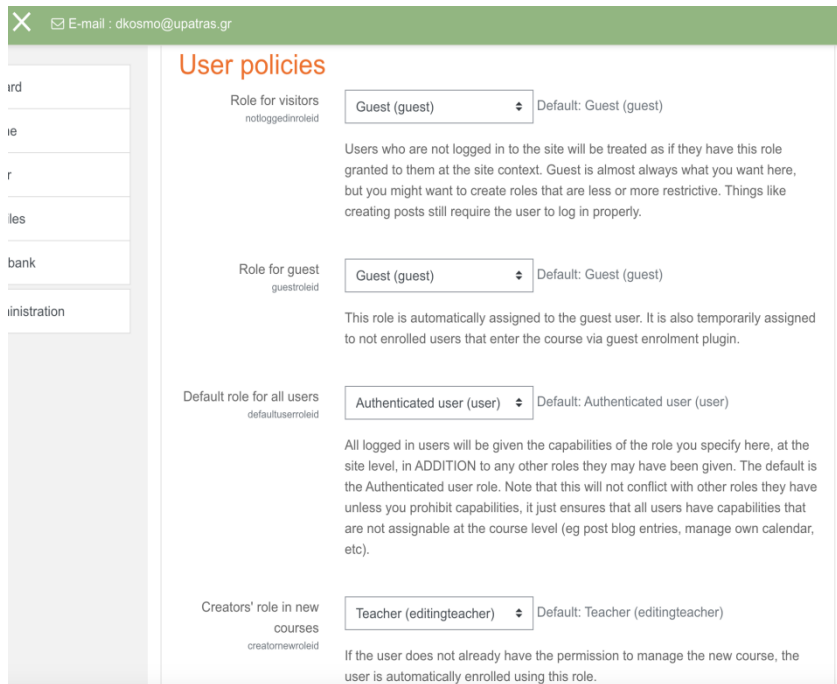 E-mail : dkosmo@upatras.gr
User policies
Role for visitors
notloggedinroleid
Guest (guest)
Default: Guest (guest)
Users who are not logged in to the site will be treated as if they have this role
granted to them at the site context. Guest is almost always what you want here,
but you might want to create roles that are less or more restrictive. Things like
creating posts still require the user to log in properly.
Role for guest
guestroleid
Guest (guest)
Default: Guest (guest)
This role is automatically assigned to the guest user. It is also temporarily assigned
to not enrolled users that enter the course via guest enrolment plugin.
Default role for all users
defaultuserroleid
Authenticated user (user)
Default: Authenticated user (user)
All logged in users will be given the capabilities of the role you specify here, at the
site level, in ADDITION to any other roles they may have been given. The default is
the Authenticated user role. Note that this will not conflict with other roles they have
unless you prohibit capabilities, it just ensures that all users have capabilities that
are not assignable at the course level (eg post blog entries, manage own calendar,
etc).
Creators' role in new
courses
creatornewroleid
Teacher (editingteacher)
Default: Teacher (editingteacher)
If the user does not already have the permission to manage the new course, the
user is automatically enrolled using this role.
bank